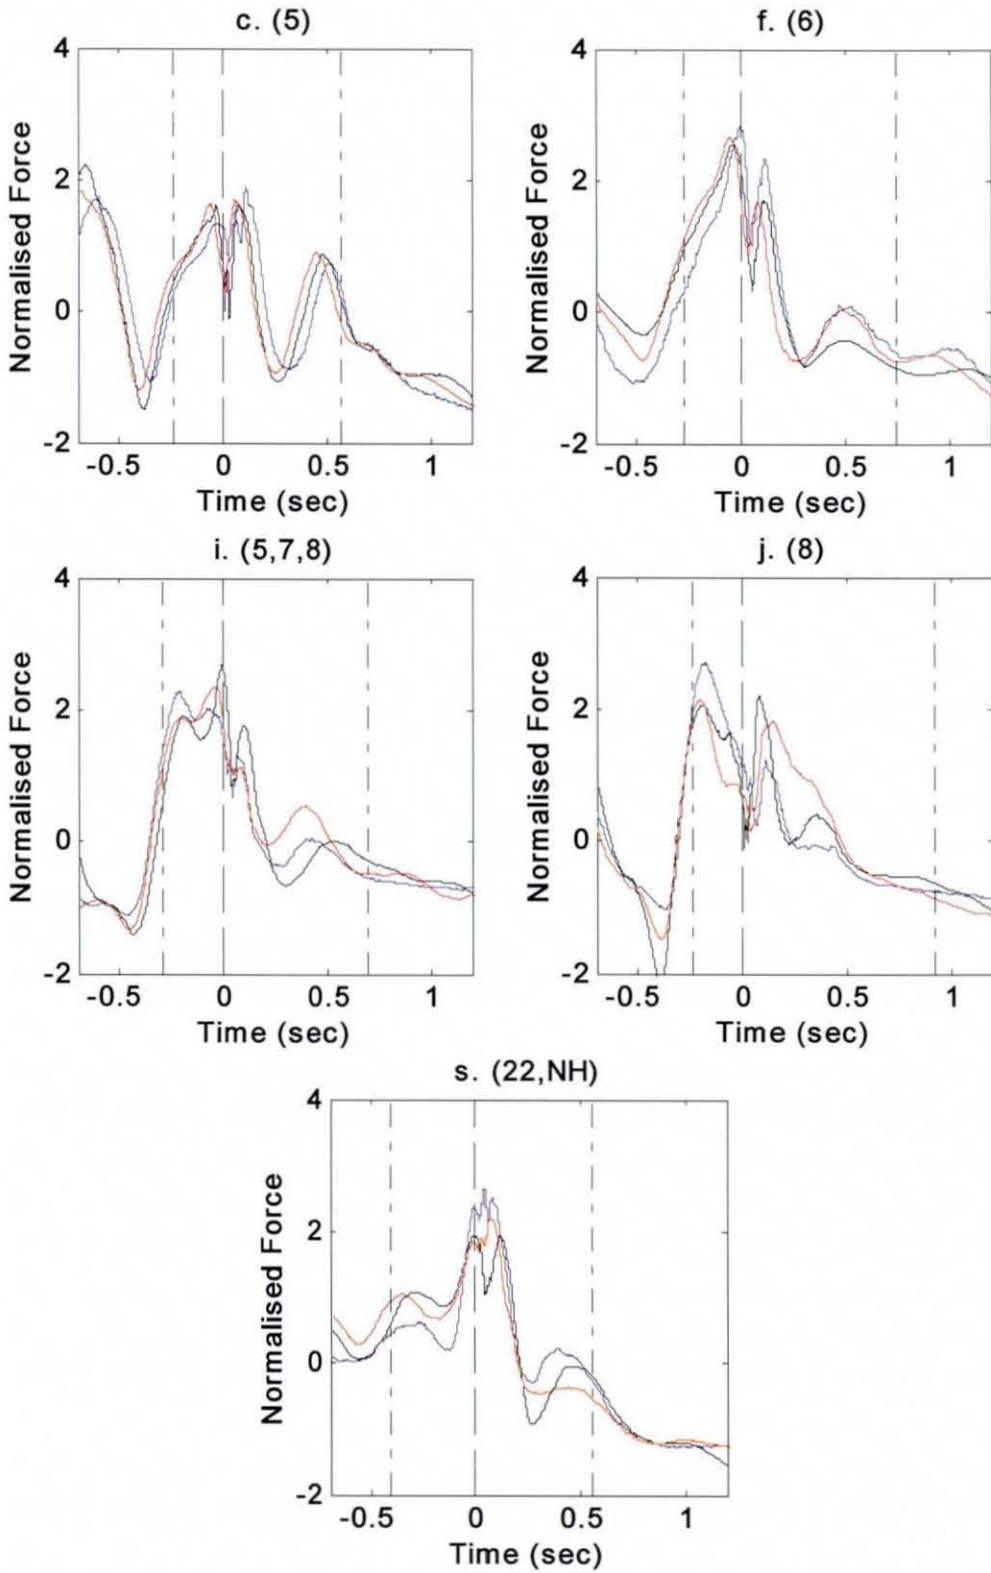 c. (5)
f. (6)
4
2
0
-2
Normalised Force
-0.5 0 0.5 1
Time (sec)
4
2
0
-2
Normalised Force
-0.5 0 0.5 1
Time (sec)
i. (5,7,8)
j. (8)
4
2
0
-2
Normalised Force
-0.5 0 0.5 1
Time (sec)
4
2
0
-2
Normalised Force
-0.5 0 0.5 1
Time (sec)
s. (22,NH)
4
2
0
-2
Normalised Force
-0.5 0 0.5 1
Time (sec)